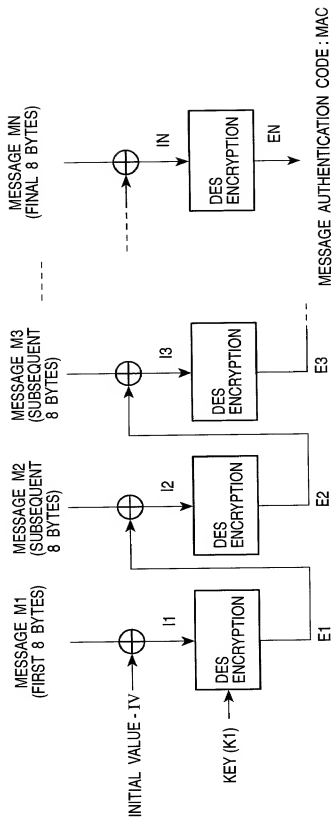 MESSAGE M1
(FIRST 8 BYTES)
MESSAGE M2
(SUBSEQUENT
8 BYTES)
MESSAGE M3
(SUBSEQUENT
8 BYTES)
MESSAGE MN
(FINAL 8 BYTES)
INITIAL VALUE - IV
I1
I2
I3
IN
KEY (K1)
DES
ENCRYPTION
DES
ENCRYPTION
DES
ENCRYPTION
DES
ENCRYPTION
E1
E2
E3
EN
MESSAGE AUTHENTICATION CODE : MAC